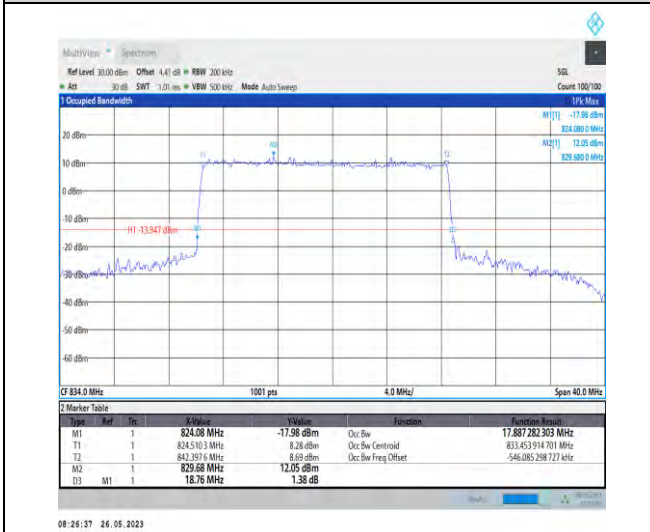 MultiView Spectrum
Ref Level 30.00 dBm Offset 4.41 dB RBW 200 kHz SGL
Att 30 dB SWT 1.01 ms VBW 500 kHz Mode Auto Sweep Count 100/100
1 Occupied Bandwidth 1Pk Max
M1[1] -17.98 dBm
824.080 0 MHz
M2[1] 12.05 dBm
829.680 0 MHz
20 dBm
10 dBm
0 dBm
-10 dBm
H1 -13.947 dBm
-20 dBm
-30 dBm
-40 dBm
-50 dBm
-60 dBm
T1 M2 T2
M1 D3
CF 834.0 MHz 1001 pts 4.0 MHz/ Span 40.0 MHz
2 Marker Table
Type Ref Trc X-Value Y-Value Function Function Result
M1 1 824.08 MHz -17.98 dBm Occ Bw 17.887 282 303 MHz
T1 1 824.510 3 MHz 8.28 dBm Occ Bw Centroid 833.453 914 701 MHz
T2 1 842.397 6 MHz 8.69 dBm Occ Bw Freq Offset -546.085 298 727 kHz
M2 1 829.68 MHz 12.05 dBm
D3 M1 1 18.76 MHz 1.38 dB
08:26:37 26.05.2023